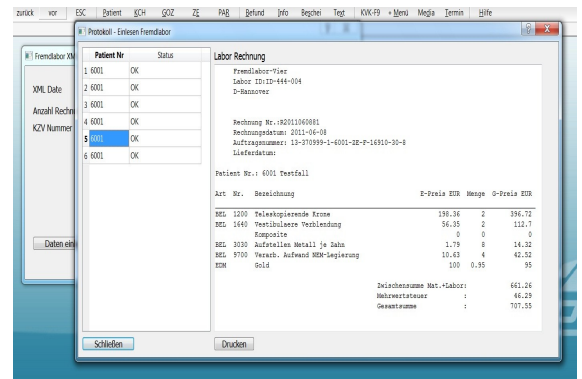 zurück vor ESC Patient KCH GOZ ZE PAR Befund Info Beschei Text KVK-F9 + Menü Media Termin Hilfe
Protokoll - Einlesen Fremdlabor
Fremdlabor XM
XML Date
Anzahl Rechn
KZV Nummer
Daten ein
Patient Nr Status
1 6001 OK
2 6001 OK
3 6001 OK
4 6001 OK
5 6001 OK
6 6001 OK
Labor Rechnung
Fremdlabor-Vier
Labor ID:ID-444-004
D-Hannover
Rechnung Nr.:R2011060881
Rechnungsdatum: 2011-06-08
Auftragsnummer: 13-370999-1-6001-ZE-P-16910-30-8
Lieferdatum:
Patient Nr.: 6001 Testfall
Art Nr. Bezeichnung E-Preis EUR Menge G-Preis EUR
BEL 1200 Teleskopierende Krone 198.36 2 396.72
BEL 1640 Vestibulaere Verblendung 56.35 2 112.7
Komposite 0 0 0
BEL 3030 Aufstellen Metall je Zahn 1.79 8 14.32
BEL 9700 Verarb. Aufwand NEM-Legierung 10.63 4 42.52
EDM Gold 100 0.95 95
Zwischensumme Mat.+Labor: 661.26
Mehrwertsteuer : 46.29
Gesamtsumme : 707.55
Schließen Drucken